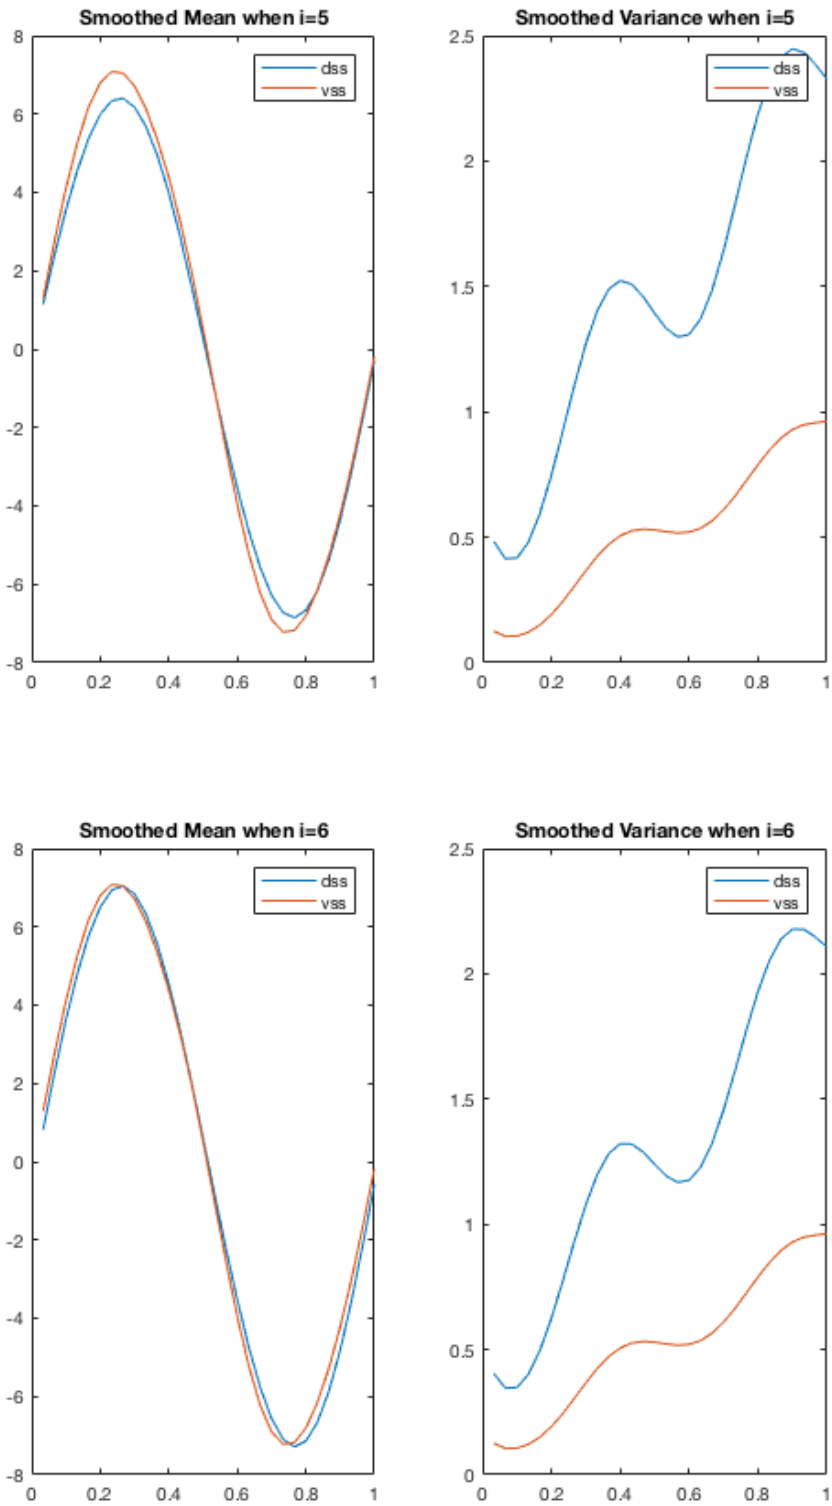 Smoothed Mean when i=5
8
6
4
2
0
-2
-4
-6
-8
0 0.2 0.4 0.6 0.8 1
dss
vss
Smoothed Variance when i=5
2.5
2
1.5
1
0.5
0
0 0.2 0.4 0.6 0.8 1
dss
vss
Smoothed Mean when i=6
8
6
4
2
0
-2
-4
-6
-8
0 0.2 0.4 0.6 0.8 1
dss
vss
Smoothed Variance when i=6
2.5
2
1.5
1
0.5
0
0 0.2 0.4 0.6 0.8 1
dss
vss